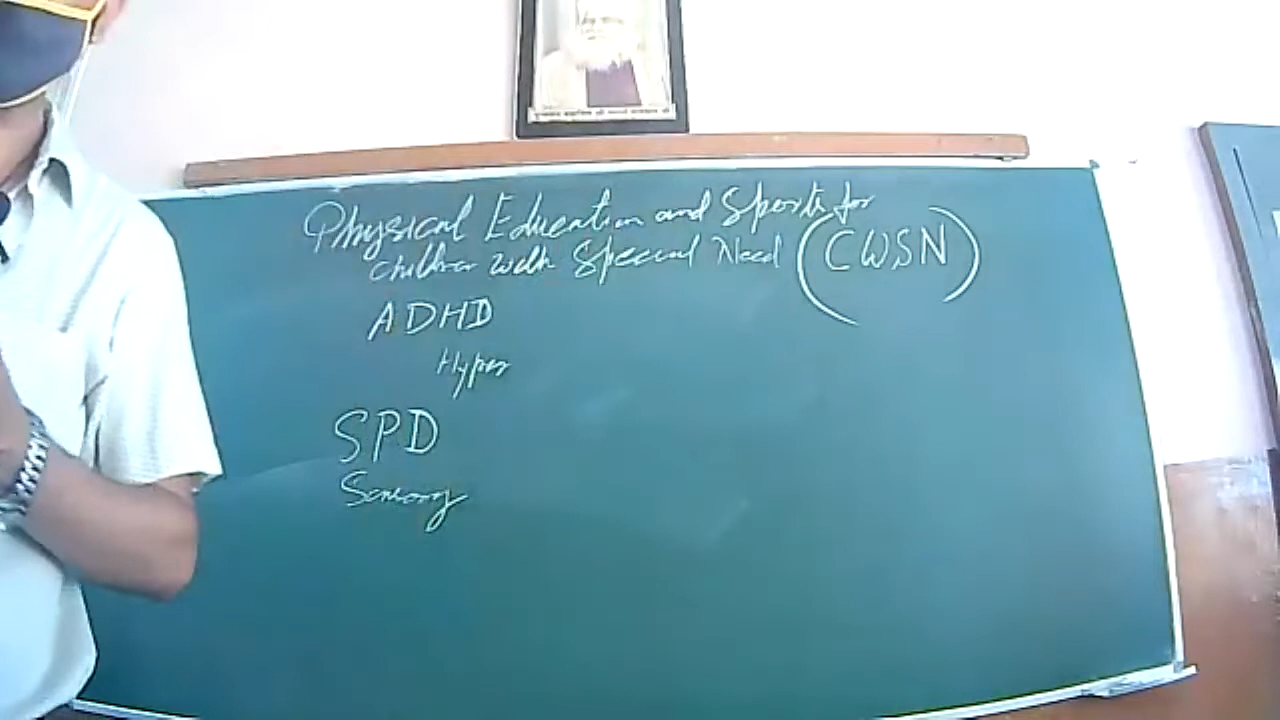 Physical Education and Sports for
children with Special Need (CWSN)
ADHD
Hyper
SPD
Sensory